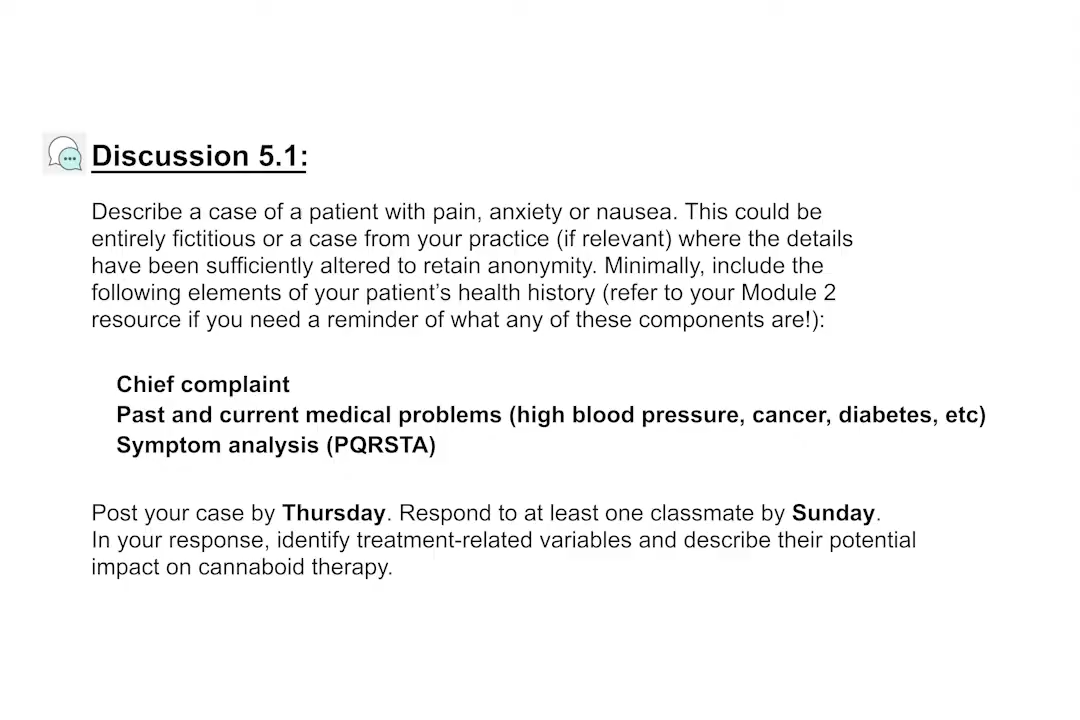 Discussion 5.1:
Describe a case of a patient with pain, anxiety or nausea. This could be
entirely fictitious or a case from your practice (if relevant) where the details
have been sufficiently altered to retain anonymity. Minimally, include the
following elements of your patient’s health history (refer to your Module 2
resource if you need a reminder of what any of these components are!):
Chief complaint
Past and current medical problems (high blood pressure, cancer, diabetes, etc)
Symptom analysis (PQRSTA)
Post your case by Thursday. Respond to at least one classmate by Sunday.
In your response, identify treatment-related variables and describe their potential
impact on cannaboid therapy.